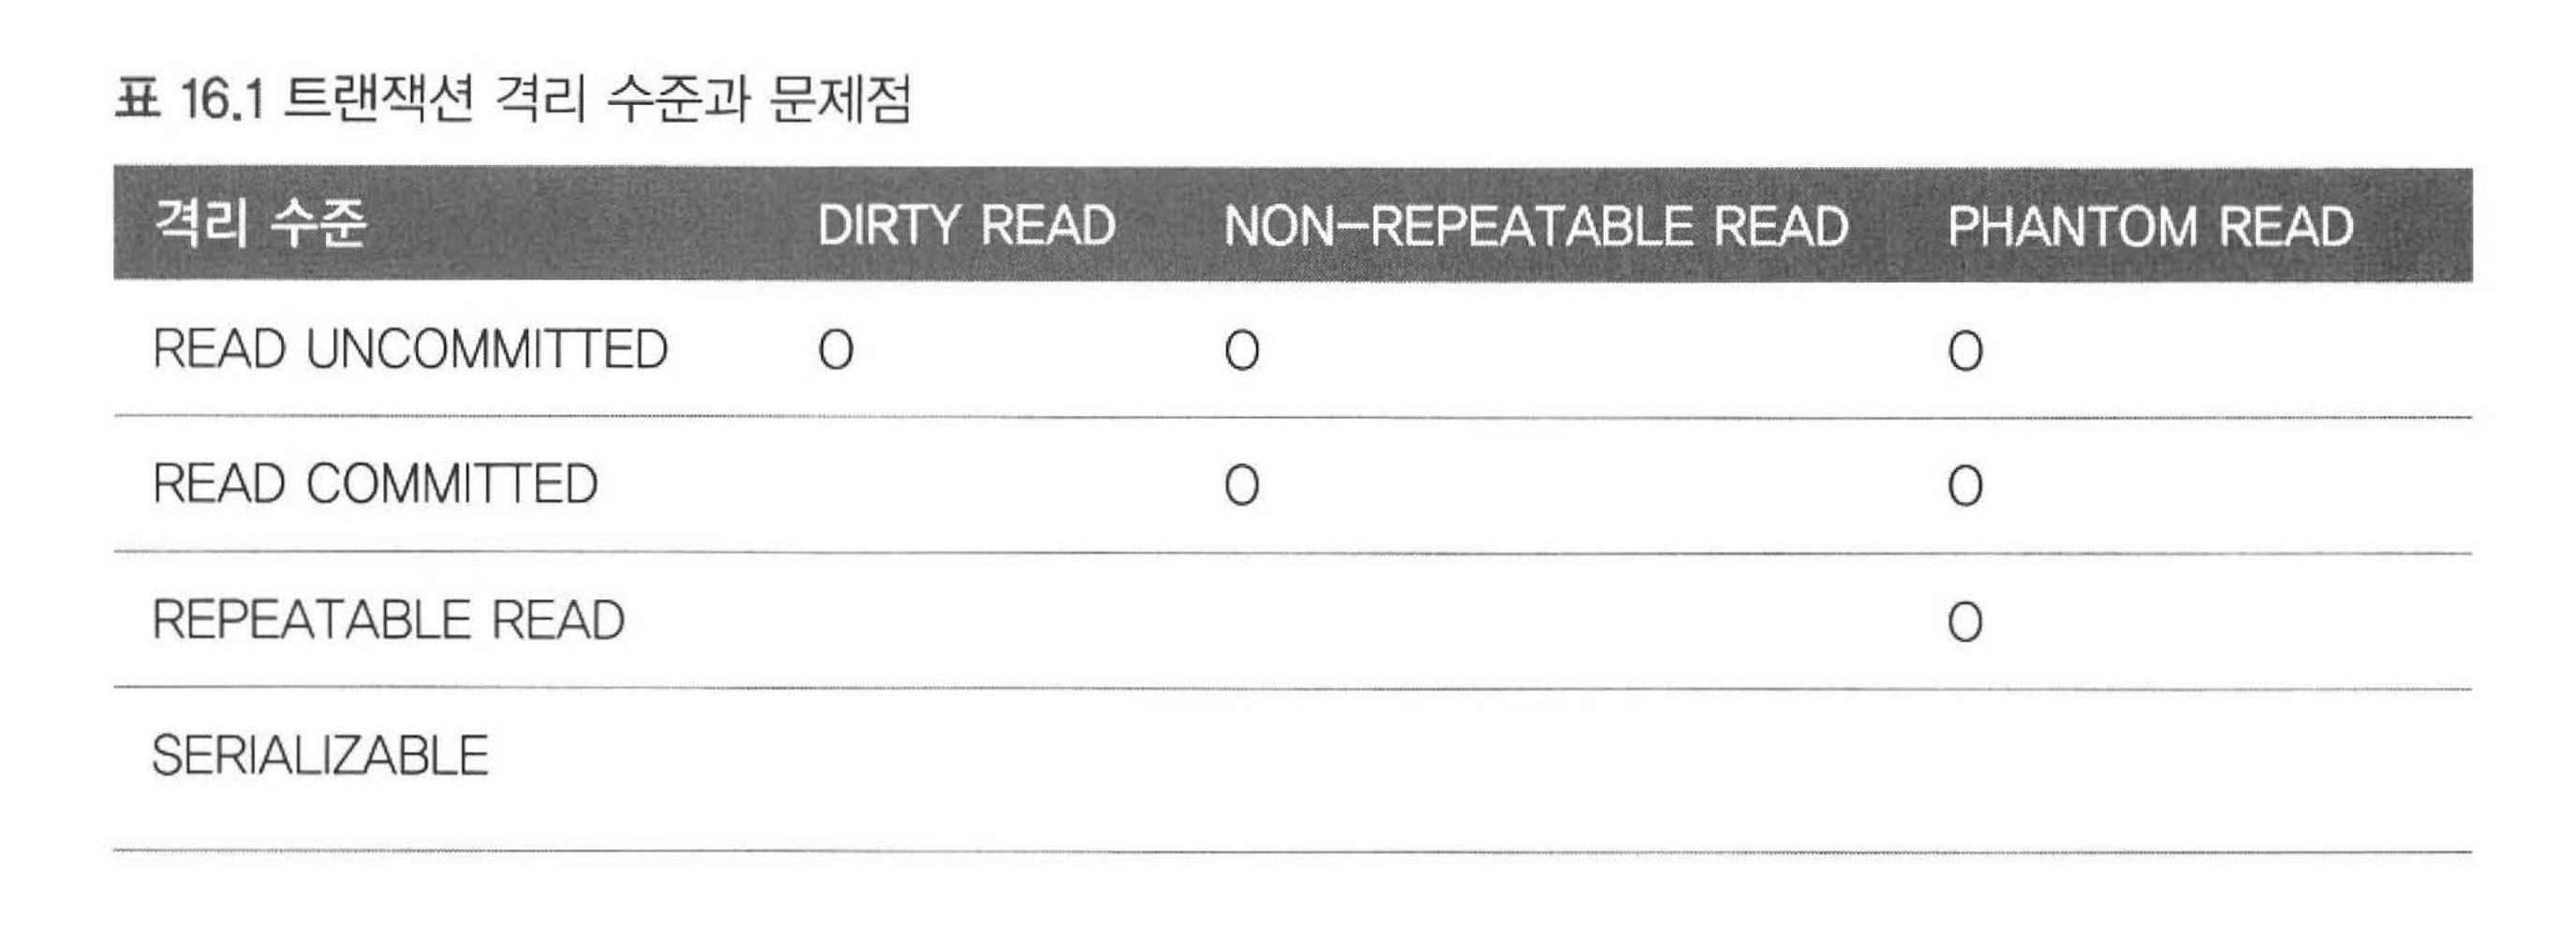 표 16.1 트랜잭션 격리 수준과 문제점
격리 수준 DIRTY READ NON-REPEATABLE READ PHANTOM READ
READ UNCOMMITTED O O O
READ COMMITTED O O
REPEATABLE READ O
SERIALIZABLE